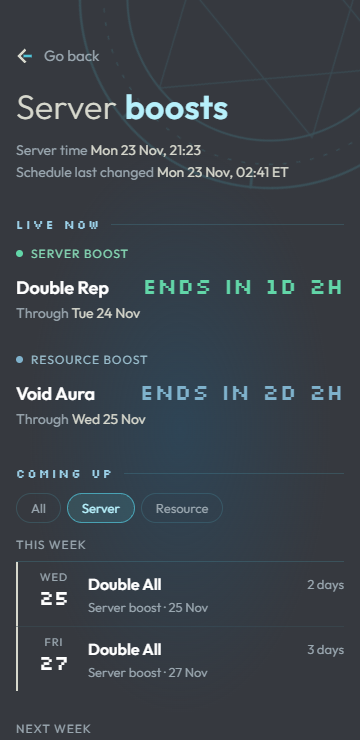 Go back
Server boosts
Server time Mon 23 Nov, 21:23
Schedule last changed Mon 23 Nov, 02:41 ET
LIVE NOW
SERVER BOOST
Double Rep ENDS IN 1D 2H
Through Tue 24 Nov
RESOURCE BOOST
Void Aura ENDS IN 2D 2H
Through Wed 25 Nov
COMING UP
All Server Resource
THIS WEEK
WED 25 Double All 2 days
Server boost · 25 Nov
FRI 27 Double All 3 days
Server boost · 27 Nov
NEXT WEEK